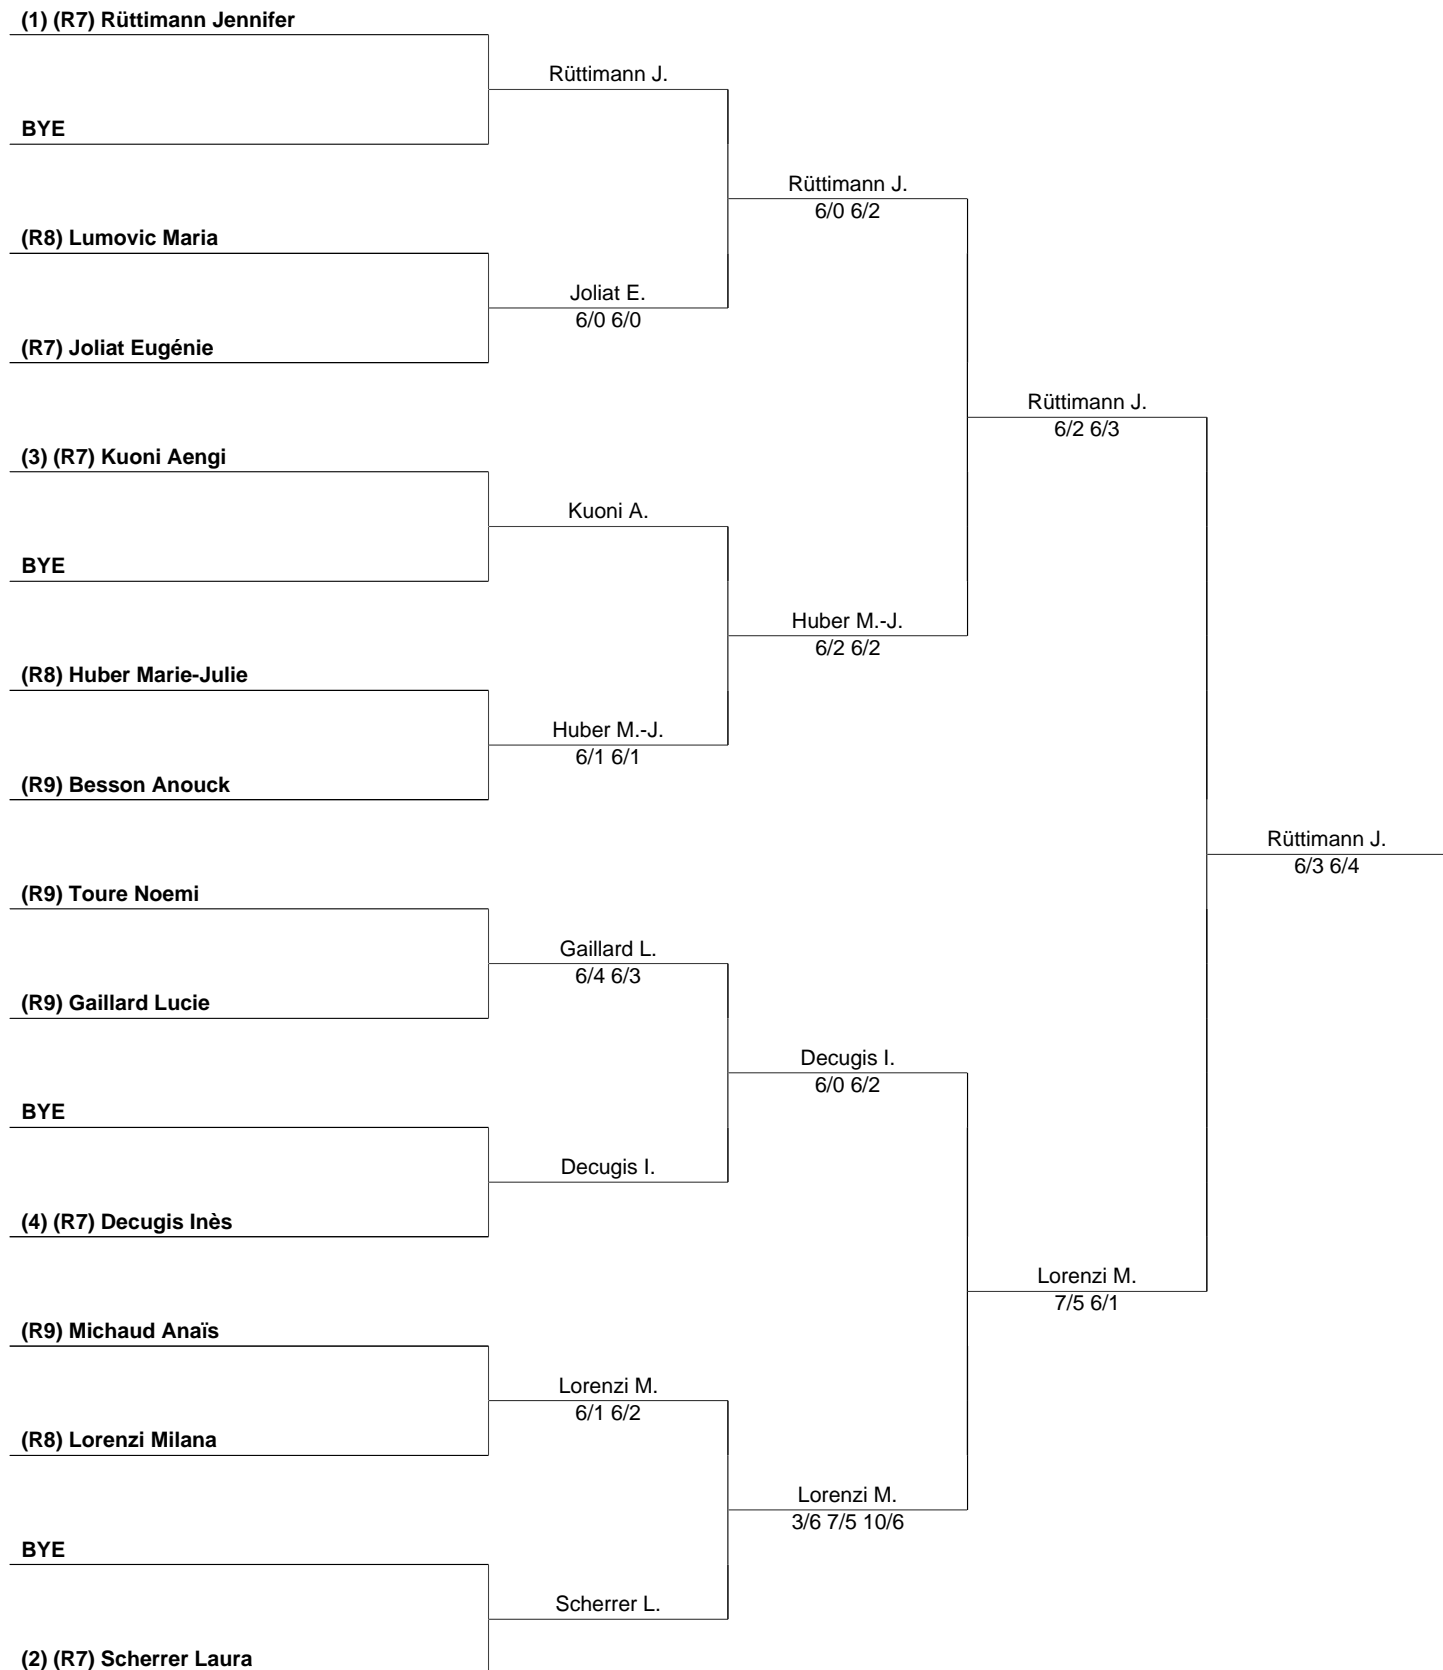 (1) (R7) Rüttimann Jennifer
Rüttimann J.
BYE
Rüttimann J.
6/0 6/2
(R8) Lumovic Maria
Joliat E.
6/0 6/0
(R7) Joliat Eugénie
Rüttimann J.
6/2 6/3
(3) (R7) Kuoni Aengi
Kuoni A.
BYE
Huber M.-J.
6/2 6/2
(R8) Huber Marie-Julie
Huber M.-J.
6/1 6/1
(R9) Besson Anouck
Rüttimann J.
6/3 6/4
(R9) Toure Noemi
Gaillard L.
6/4 6/3
(R9) Gaillard Lucie
Decugis I.
6/0 6/2
BYE
Decugis I.
(4) (R7) Decugis Inès
Lorenzi M.
7/5 6/1
(R9) Michaud Anaïs
Lorenzi M.
6/1 6/2
(R8) Lorenzi Milana
Lorenzi M.
3/6 7/5 10/6
BYE
Scherrer L.
(2) (R7) Scherrer Laura